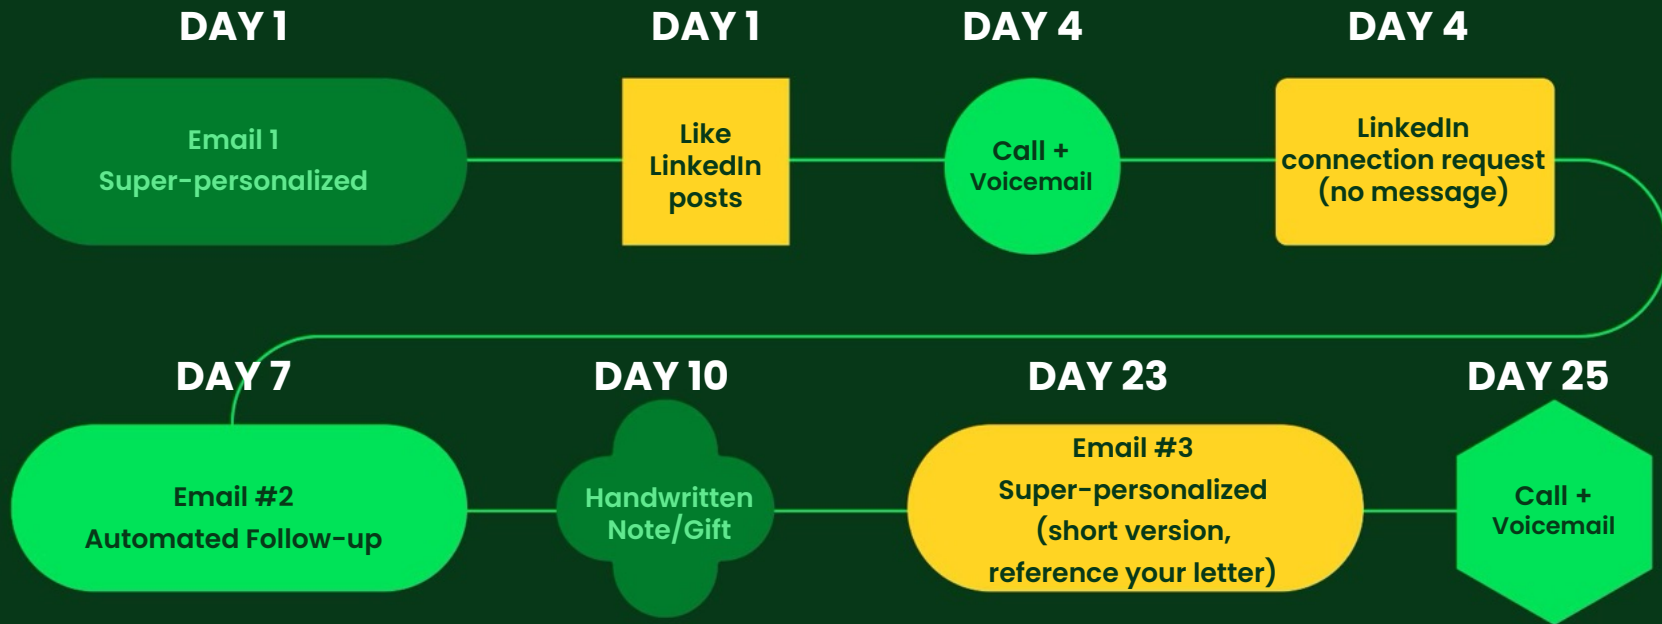 DAY 1
Email 1
Super-personalized
DAY 1
Like
LinkedIn
posts
DAY 4
Call +
Voicemail
DAY 4
LinkedIn
connection request
(no message)
DAY 7
Email #2
Automated Follow-up
DAY 10
Handwritten
Note/Gift
DAY 23
Email #3
Super-personalized
(short version,
reference your letter)
DAY 25
Call +
Voicemail